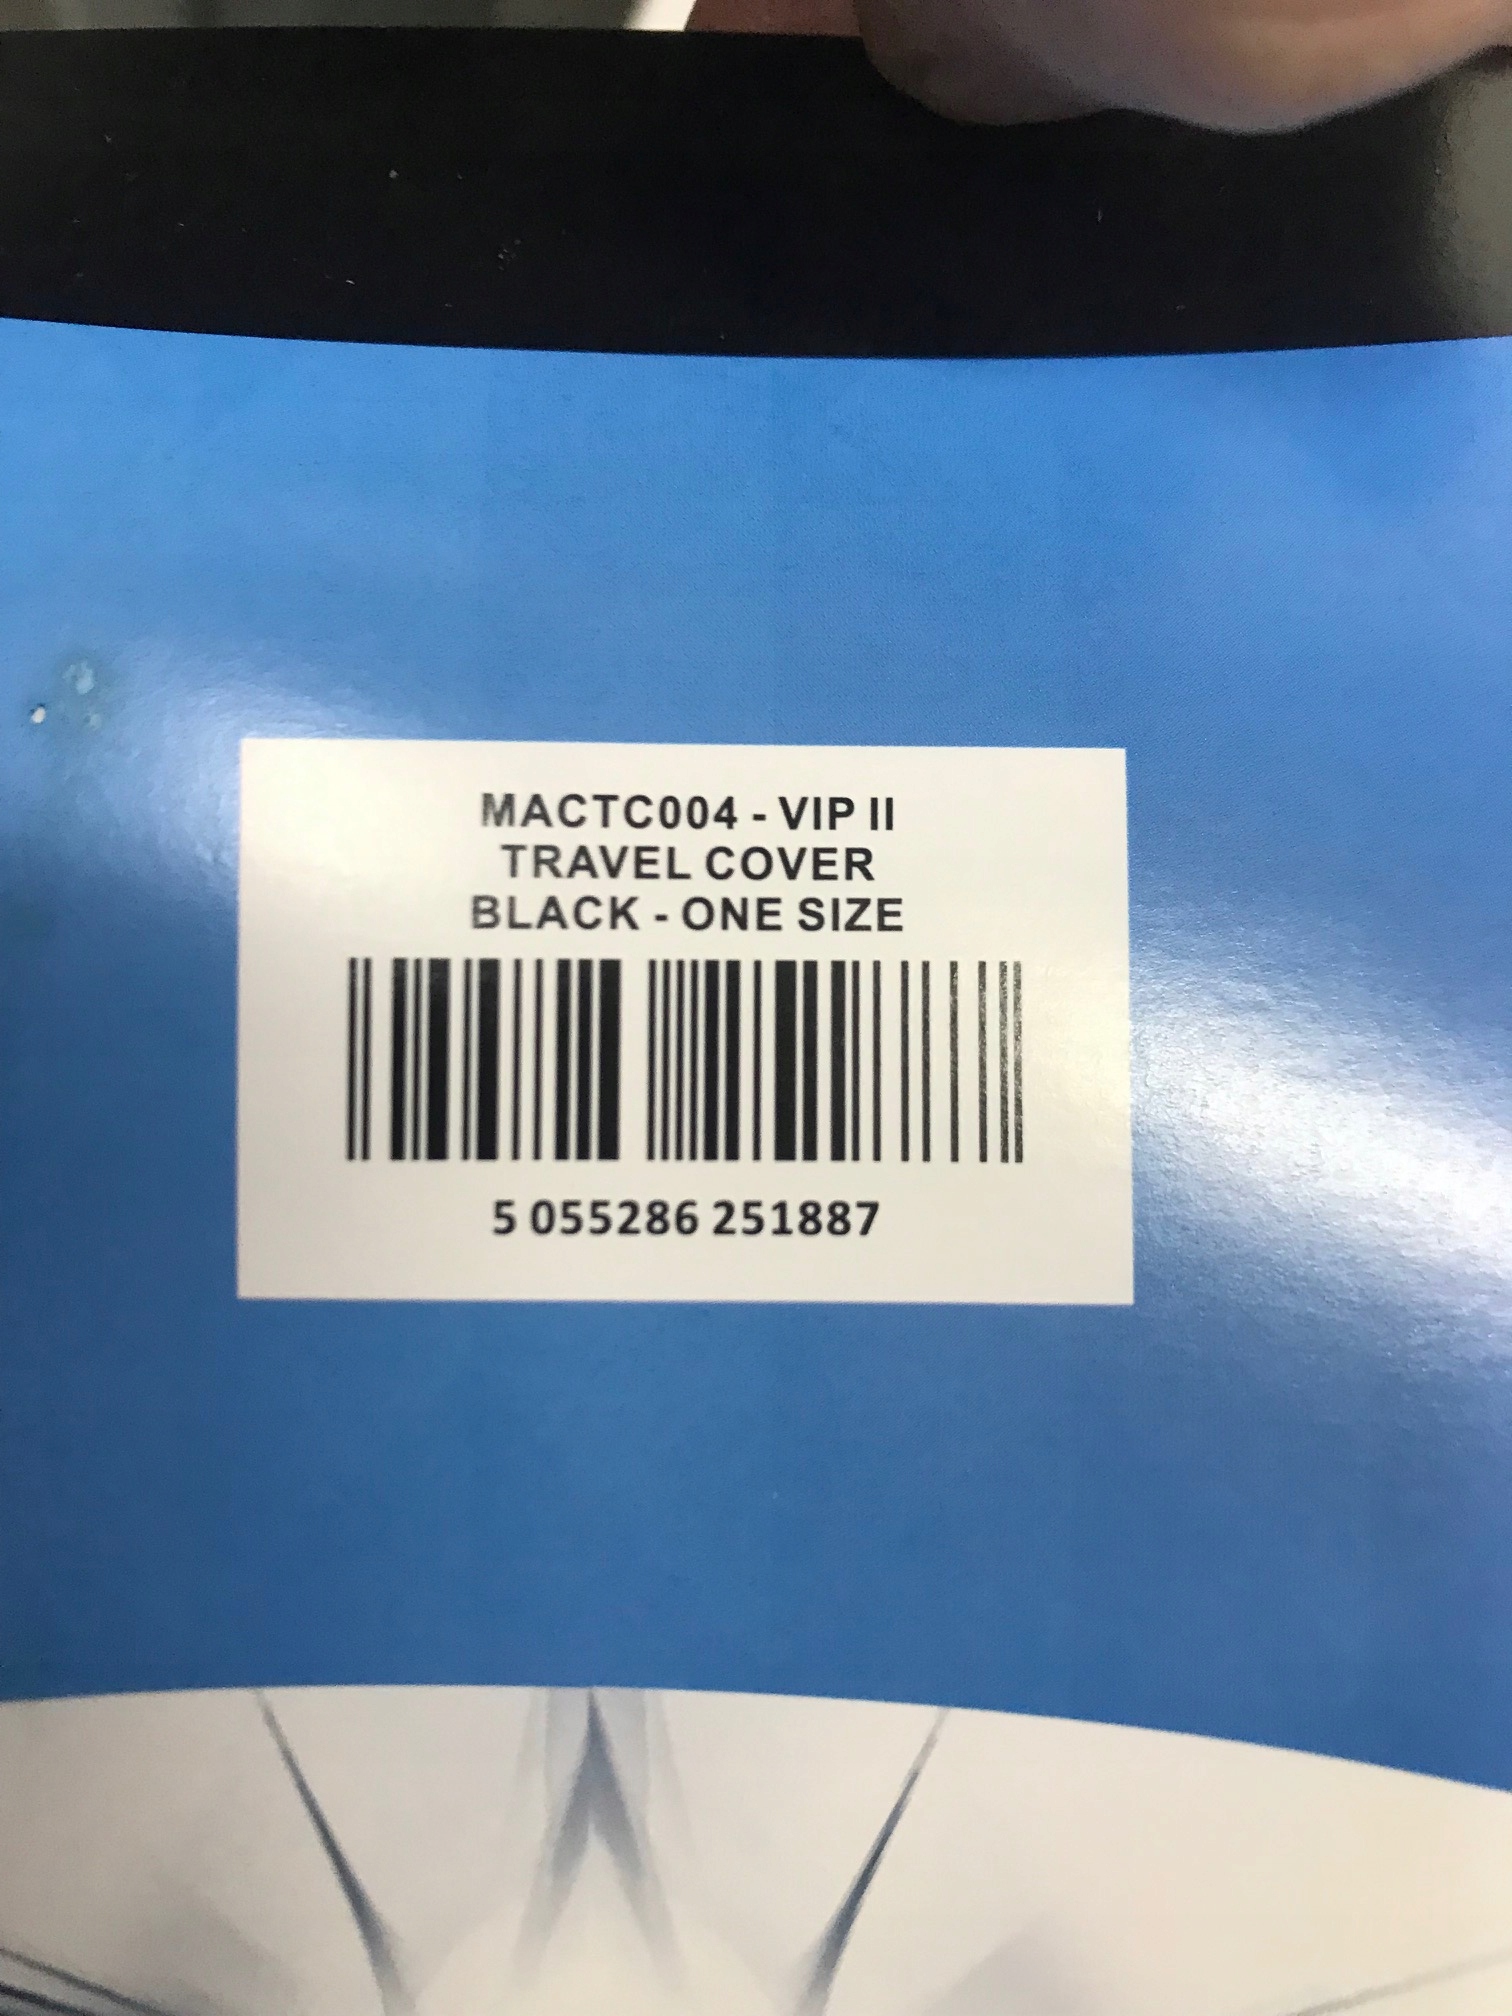 MACTC004 - VIP II
TRAVEL COVER
BLACK - ONE SIZE
5 055286 251887